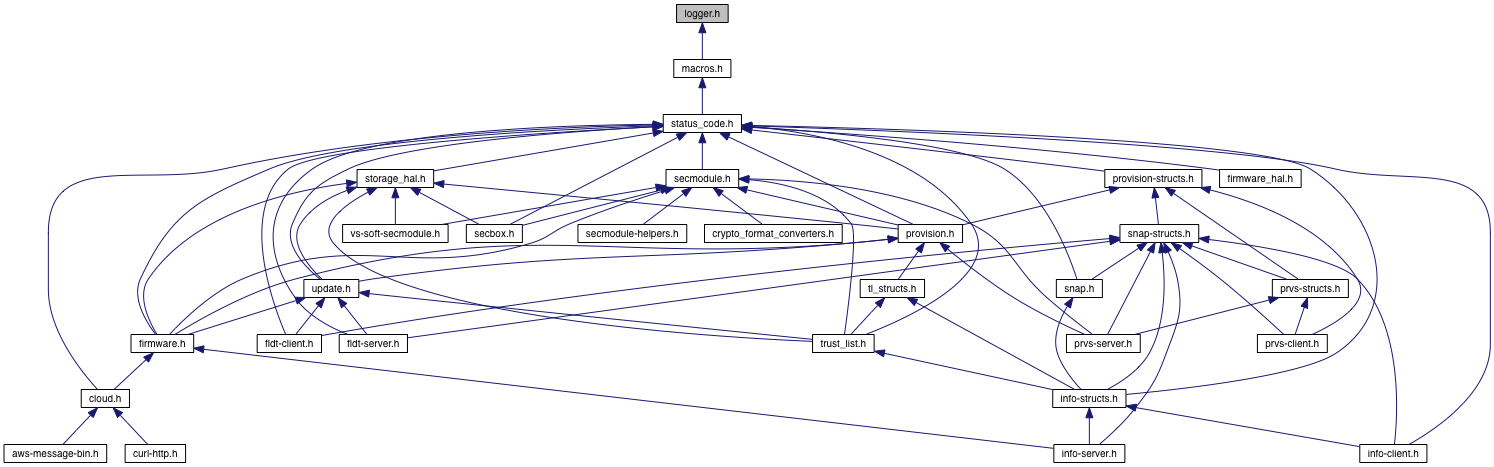 logger.h
macros.h
status_code.h
storage_hal.h
secmodule.h
provision-structs.h
firmware_hal.h
vs-soft-secmodule.h
secbox.h
secmodule-helpers.h
crypto_format_converters.h
provision.h
snap-structs.h
update.h
tl_structs.h
snap.h
prvs-structs.h
firmware.h
fldt-client.h
fldt-server.h
trust_list.h
prvs-server.h
prvs-client.h
cloud.h
info-structs.h
aws-message-bin.h
curl-http.h
info-server.h
info-client.h